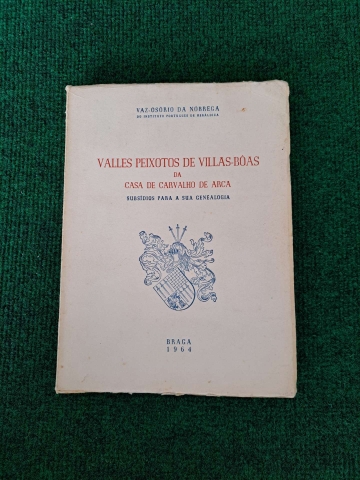 VAZ-OSÓRIO DA NÓBREGA
DO INSTITUTO PORTUGUÊS DE HERÁLDICA
VALLES PEIXOTOS DE VILLAS-BÔAS
DA
CASA DE CARVALHO DE ARCA
SUBSÍDIOS PARA A SUA GENEALOGIA
BRAGA
1964